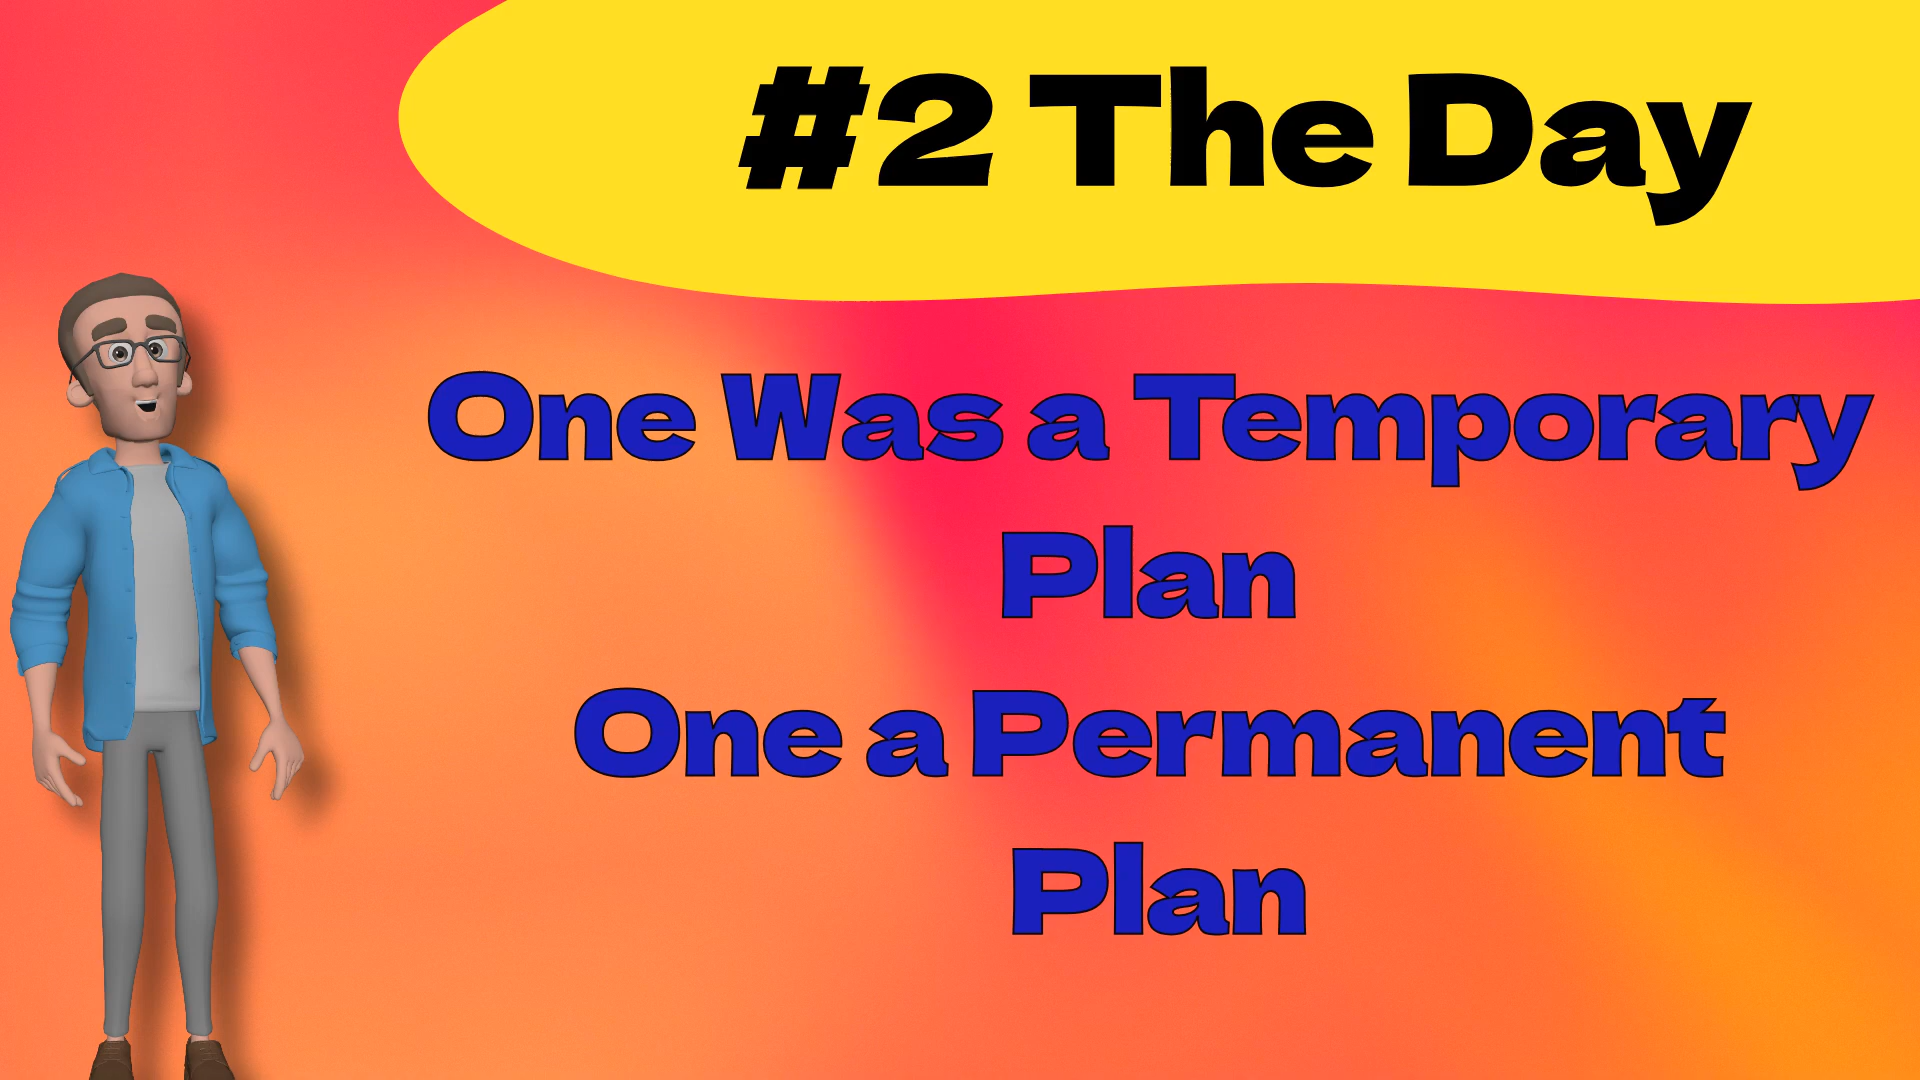 #2 The Day
One Was a Temporary
Plan
One a Permanent
Plan